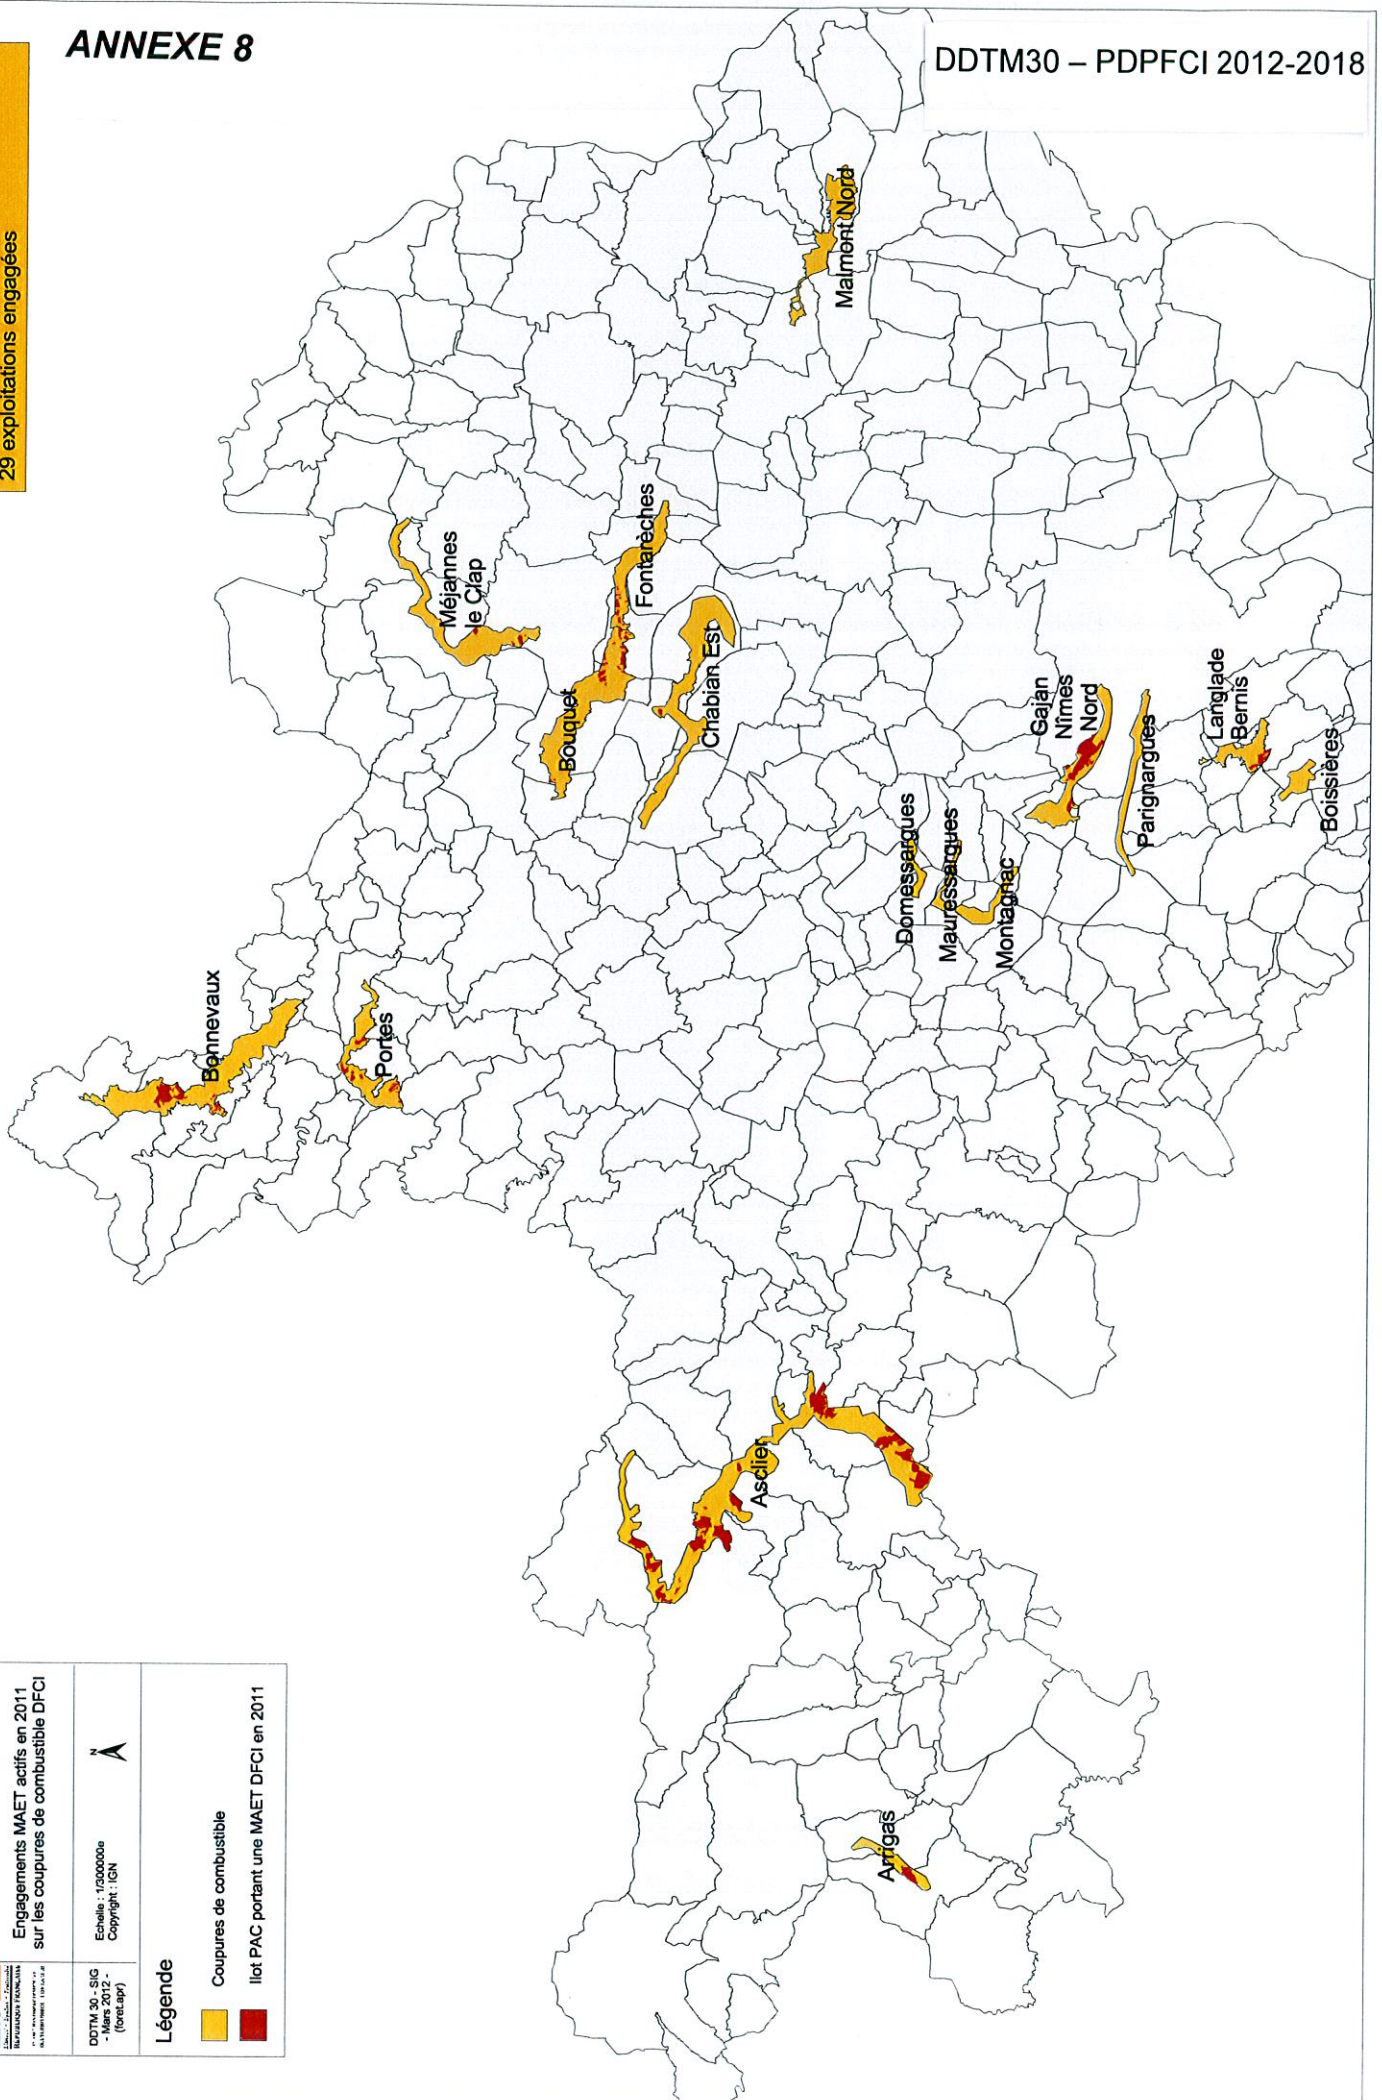 ANNEXE 8
DDTM30 – PDPFCI 2012-2018
29 exploitations engagées
Engagements MAET actifs en 2011
sur les coupures de combustible DFCI
RÉPUBLIQUE FRANÇAISE
DDTM 30 - SIG
- Mars 2012 -
(foret.apr)
Echelle : 1/300000e
Copyright : IGN
N
Légende
Coupures de combustible
Ilot PAC portant une MAET DFCI en 2011
Bonnevaux
Portes
Méjannes
le Clap
Bouquet
Fontarèches
Chabian Est
Malmont Nord
Domessargues
Mauressargues
Montagnac
Gajan
Nîmes
Nord
Parignargues
Langlade
Bernis
Boissières
Asclier
Arrigas